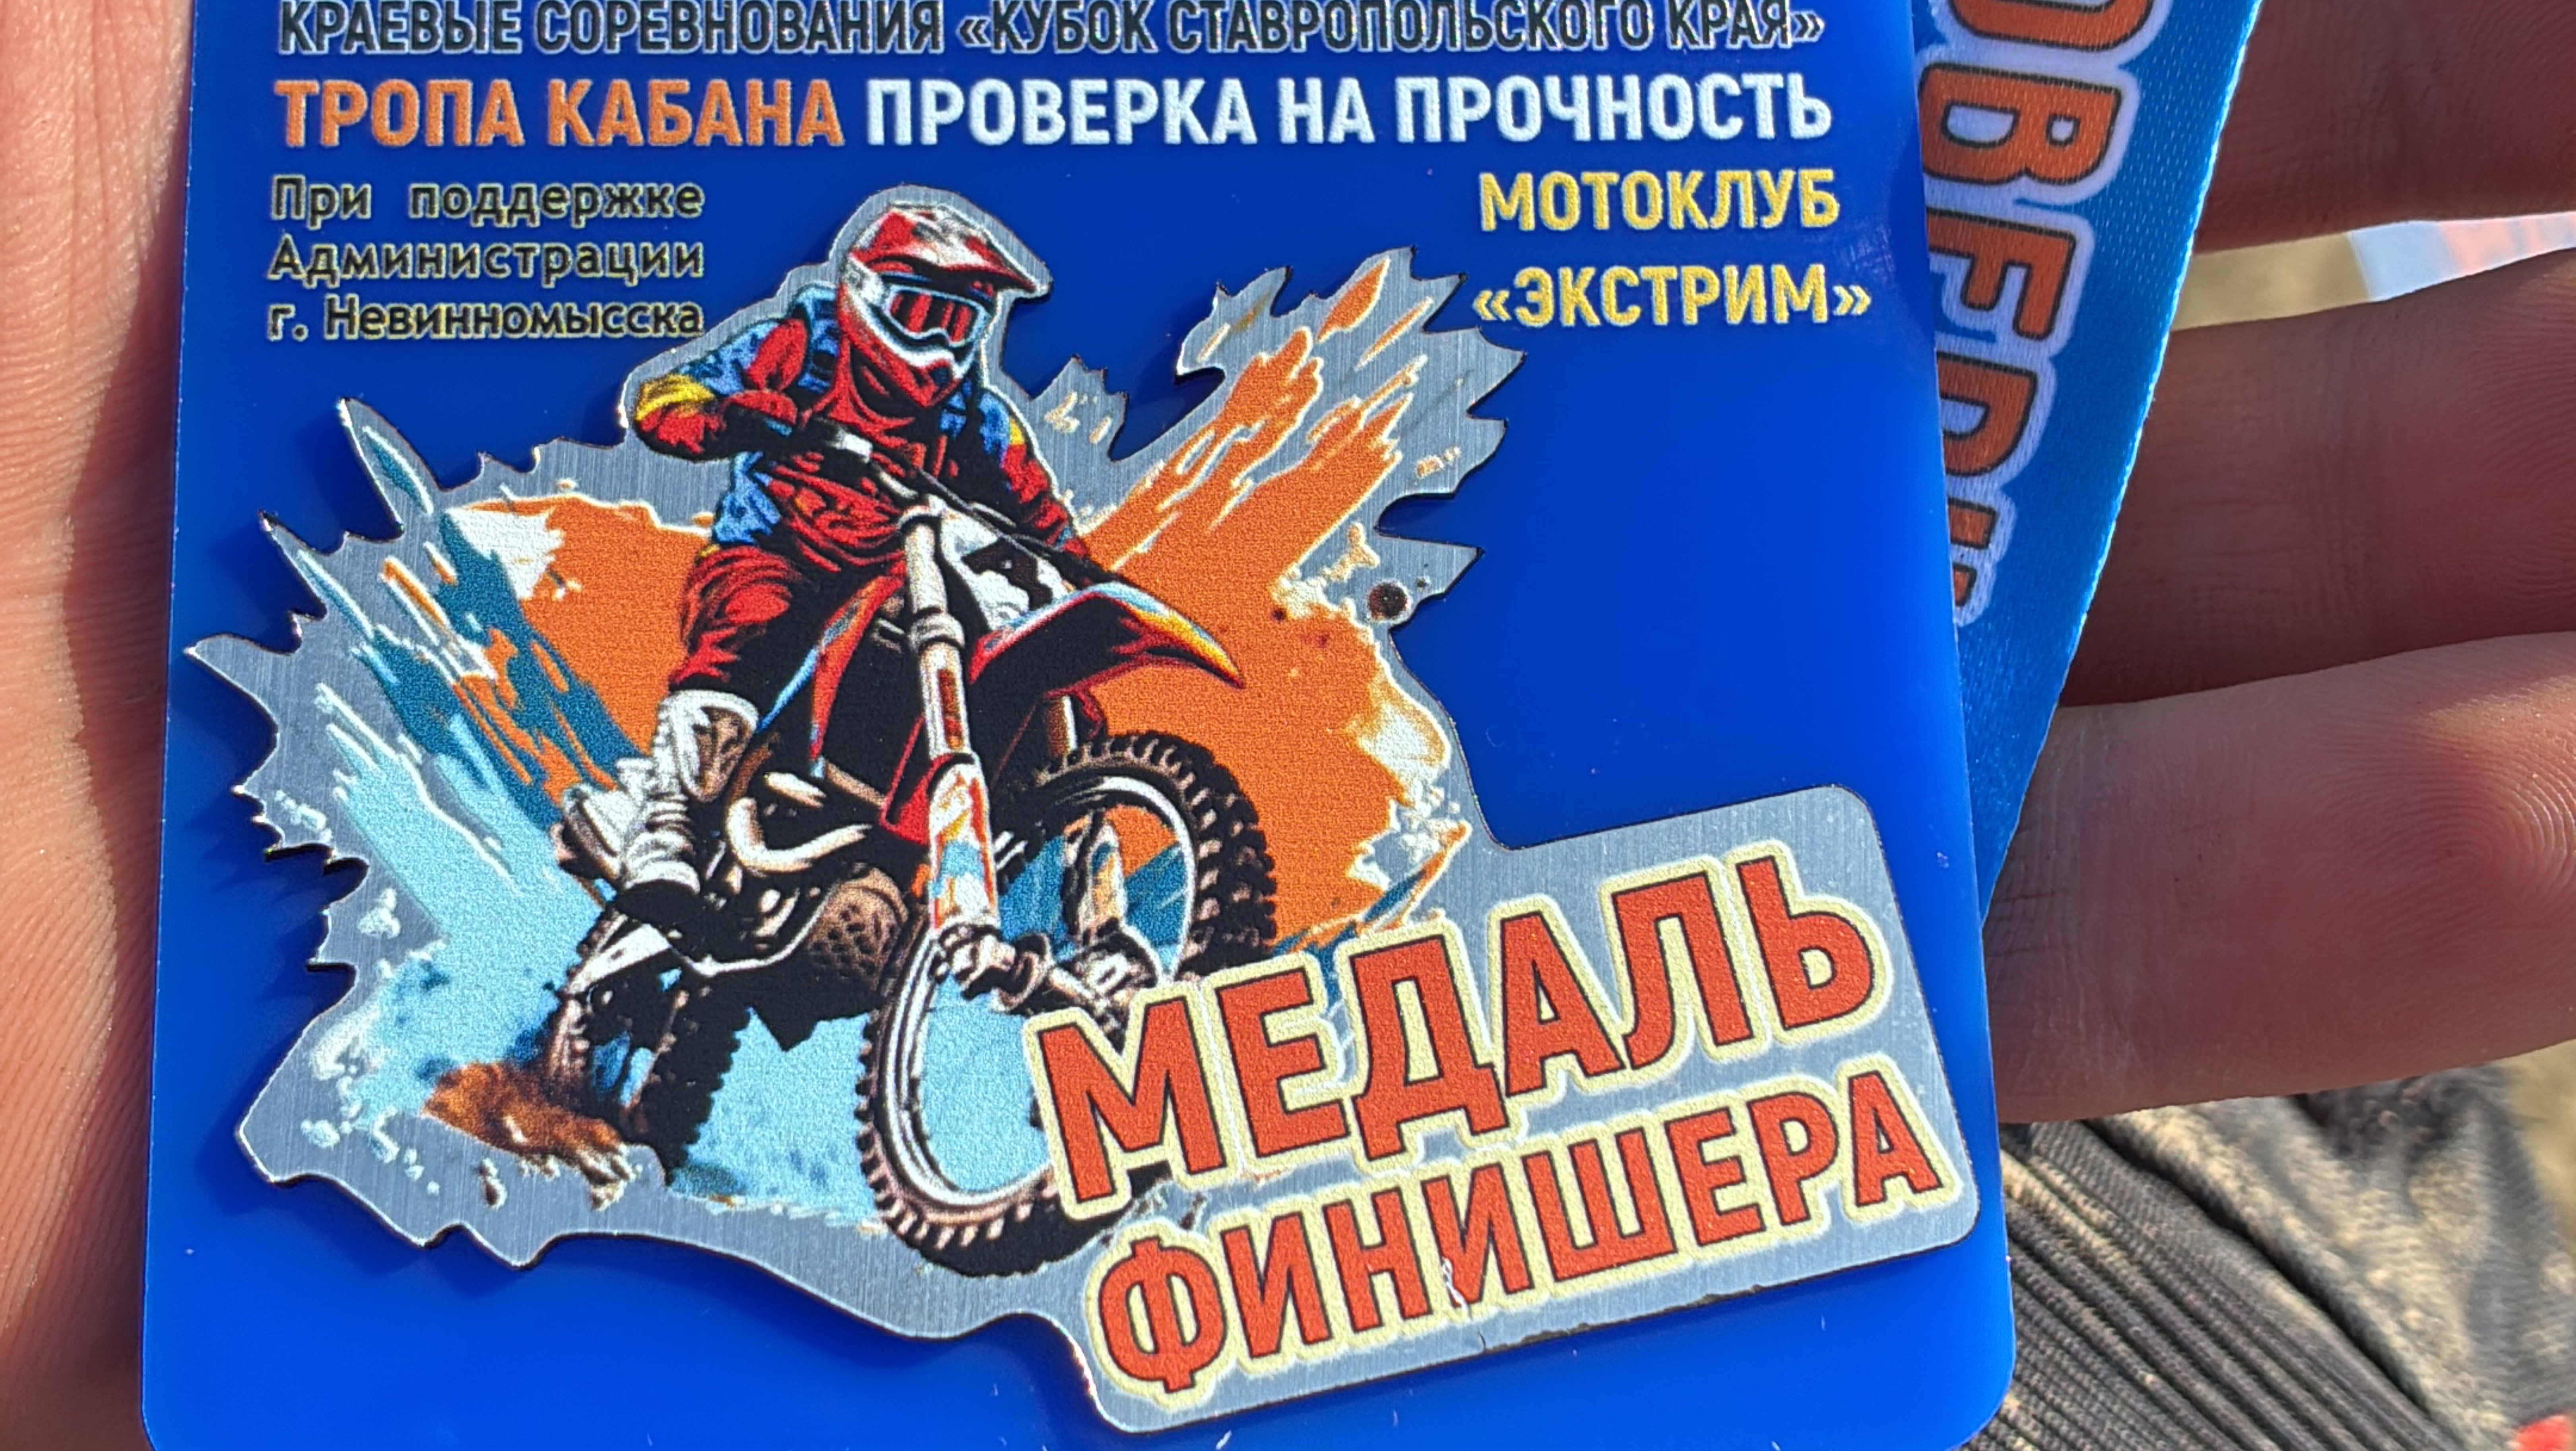 КРАЕВЫЕ СОРЕВНОВАНИЯ «КУБОК СТАВРОПОЛЬСКОГО КРАЯ»
ТРОПА КАБАНА ПРОВЕРКА НА ПРОЧНОСТЬ
При поддержке
Администрации
г. Невинномысска
МОТОКЛУБ
«ЭКСТРИМ»
МЕДАЛЬ
ФИНИШЕРА